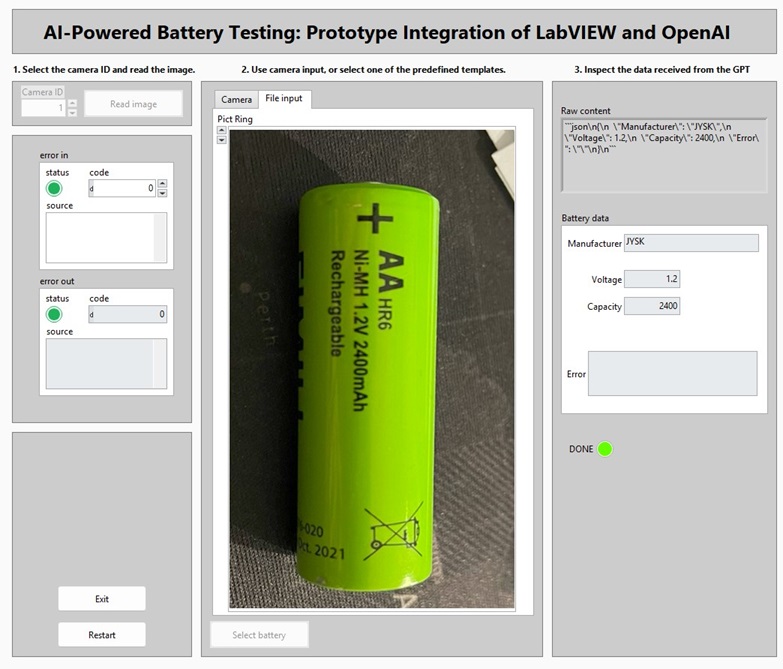 AI-Powered Battery Testing: Prototype Integration of LabVIEW and OpenAI
1. Select the camera ID and read the image.
Camera ID
1
Read image
error in
status
code
d
0
source
error out
status
code
d
0
source
Exit
Restart
2. Use camera input, or select one of the predefined templates.
Camera
File input
Pict Ring
+
AA HR6
Ni-MH 1.2V 2400mAh
Rechargeable
Perth
-020
Oct. 2021
Select battery
3. Inspect the data received from the GPT
Raw content
```json\n{\n  \"Manufacturer\": \"JYSK\",\n
\"Voltage\": 1.2,\n  \"Capacity\": 2400,\n  \"Error\
": \"\"\n}\n```
Battery data
Manufacturer JYSK
Voltage 1.2
Capacity 2400
Error
DONE